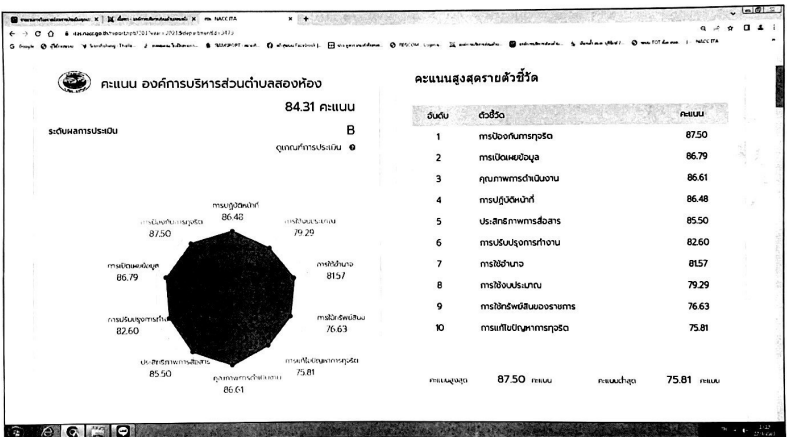 NACC ITA
คะแนน องค์การบริหารส่วนตำบลสองห้อง
84.31 คะแนน
ระดับผลการประเมิน
B
ดูเกณฑ์การประเมิน
การปฏิบัติหน้าที่
86.48
การป้องกันการทุจริต
87.50
การใช้งบประมาณ
79.29
การเปิดเผยข้อมูล
86.79
การใช้อำนาจ
81.57
การปรับปรุงการทำงาน
82.60
การใช้ทรัพย์สิน
76.63
ประสิทธิภาพการสื่อสาร
85.50
การแก้ไขปัญหาการทุจริต
75.81
คุณภาพการดำเนินงาน
86.61
คะแนนสูงสุดรายตัวชี้วัด
อันดับ ตัวชี้วัด คะแนน
1 การป้องกันการทุจริต 87.50
2 การเปิดเผยข้อมูล 86.79
3 คุณภาพการดำเนินงาน 86.61
4 การปฏิบัติหน้าที่ 86.48
5 ประสิทธิภาพการสื่อสาร 85.50
6 การปรับปรุงการทำงาน 82.60
7 การใช้อำนาจ 81.57
8 การใช้งบประมาณ 79.29
9 การใช้ทรัพย์สินของราชการ 76.63
10 การแก้ไขปัญหาการทุจริต 75.81
คะแนนสูงสุด 87.50 คะแนน คะแนนต่ำสุด 75.81 คะแนน